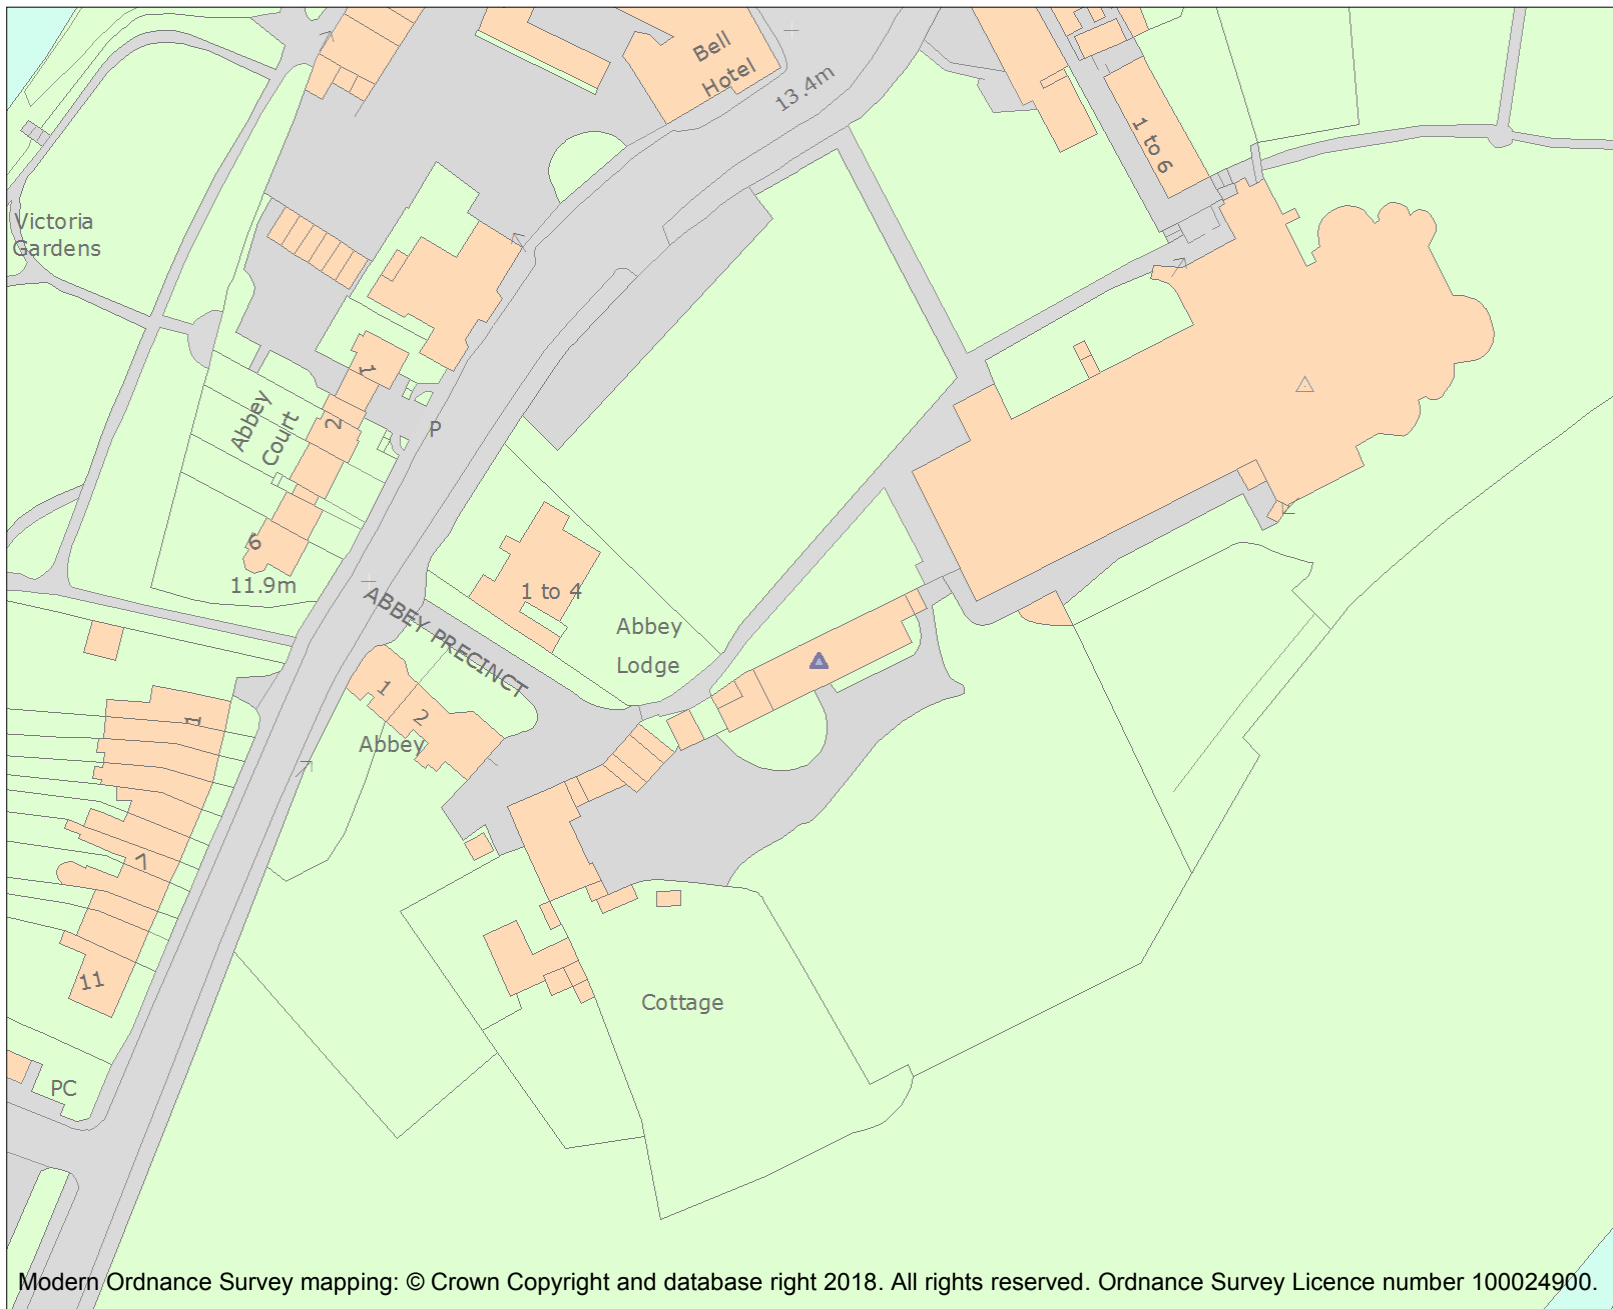 Bell
Hotel
13.4m
1 to 6
Victoria
Gardens
1
Abbey
Court
2
P
6
11.9m
1 to 4
ABBEY PRECINCT
Abbey
Lodge
1
2
Abbey
1
7
11
Cottage
PC
Modern Ordnance Survey mapping: © Crown Copyright and database right 2018. All rights reserved. Ordnance Survey Licence number 100024900.